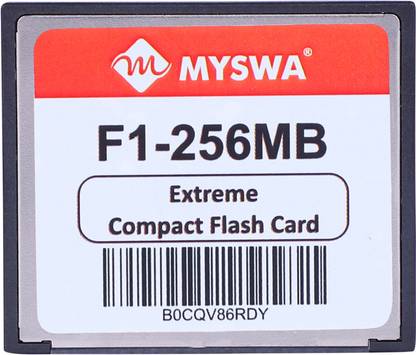 MYSWA®
F1-256MB
Extreme
Compact Flash Card
B0CQV86RDY